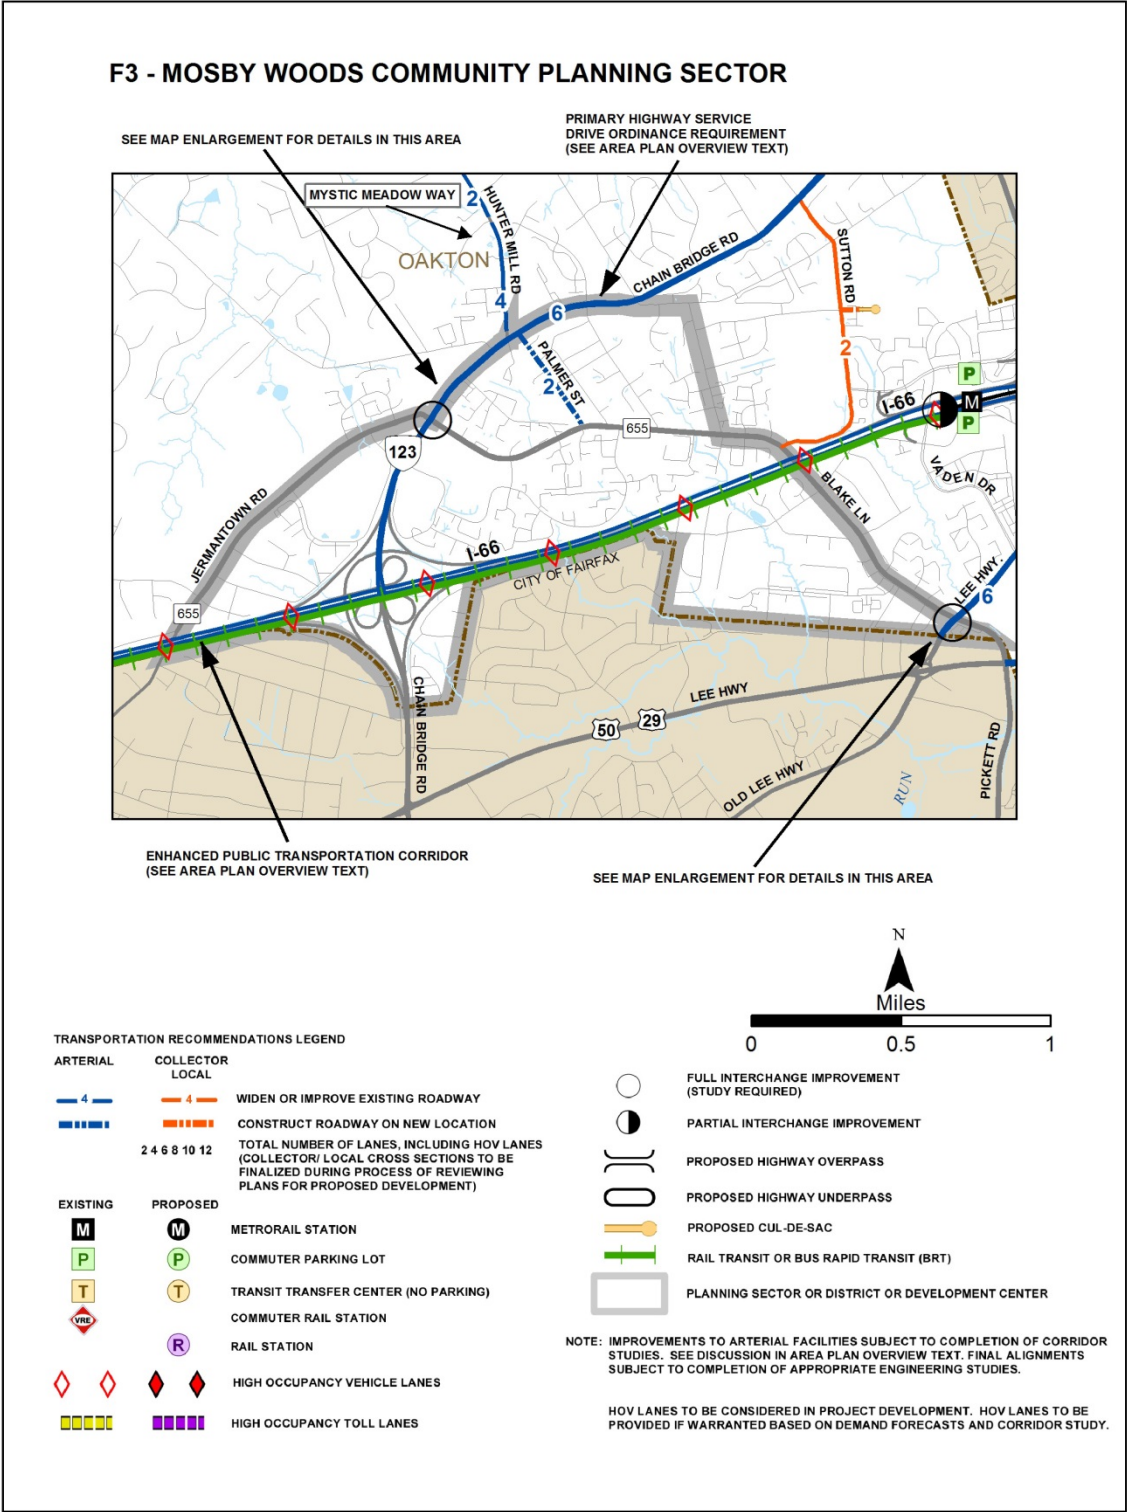 F3 - MOSBY WOODS COMMUNITY PLANNING SECTOR
PRIMARY HIGHWAY SERVICE
DRIVE ORDINANCE REQUIREMENT
(SEE AREA PLAN OVERVIEW TEXT)
SEE MAP ENLARGEMENT FOR DETAILS IN THIS AREA
MYSTIC MEADOW WAY
2
HUNTER MILL RD
OAKTON
4
CHAIN BRIDGE RD
6
SUTTON RD
2
PALMER ST
2
P
M
P
I-66
655
123
VADEN DR
BLAKE LN
JERMANTOWN RD
I-66
CITY OF FAIRFAX
LEE HWY.
6
655
CHAIN BRIDGE RD
LEE HWY
50
29
OLD LEE HWY
RUN
PICKETT RD
ENHANCED PUBLIC TRANSPORTATION CORRIDOR
(SEE AREA PLAN OVERVIEW TEXT)
SEE MAP ENLARGEMENT FOR DETAILS IN THIS AREA
N
Miles
0 0.5 1
TRANSPORTATION RECOMMENDATIONS LEGEND
ARTERIAL
COLLECTOR
LOCAL
4 4 WIDEN OR IMPROVE EXISTING ROADWAY
CONSTRUCT ROADWAY ON NEW LOCATION
2 4 6 8 10 12 TOTAL NUMBER OF LANES, INCLUDING HOV LANES
(COLLECTOR/ LOCAL CROSS SECTIONS TO BE
FINALIZED DURING PROCESS OF REVIEWING
PLANS FOR PROPOSED DEVELOPMENT)
EXISTING PROPOSED
M M METRORAIL STATION
P P COMMUTER PARKING LOT
T T TRANSIT TRANSFER CENTER (NO PARKING)
VRE COMMUTER RAIL STATION
R RAIL STATION
HIGH OCCUPANCY VEHICLE LANES
HIGH OCCUPANCY TOLL LANES
FULL INTERCHANGE IMPROVEMENT
(STUDY REQUIRED)
PARTIAL INTERCHANGE IMPROVEMENT
PROPOSED HIGHWAY OVERPASS
PROPOSED HIGHWAY UNDERPASS
PROPOSED CUL-DE-SAC
RAIL TRANSIT OR BUS RAPID TRANSIT (BRT)
PLANNING SECTOR OR DISTRICT OR DEVELOPMENT CENTER
NOTE: IMPROVEMENTS TO ARTERIAL FACILITIES SUBJECT TO COMPLETION OF CORRIDOR
STUDIES. SEE DISCUSSION IN AREA PLAN OVERVIEW TEXT. FINAL ALIGNMENTS
SUBJECT TO COMPLETION OF APPROPRIATE ENGINEERING STUDIES.
HOV LANES TO BE CONSIDERED IN PROJECT DEVELOPMENT. HOV LANES TO BE
PROVIDED IF WARRANTED BASED ON DEMAND FORECASTS AND CORRIDOR STUDY.